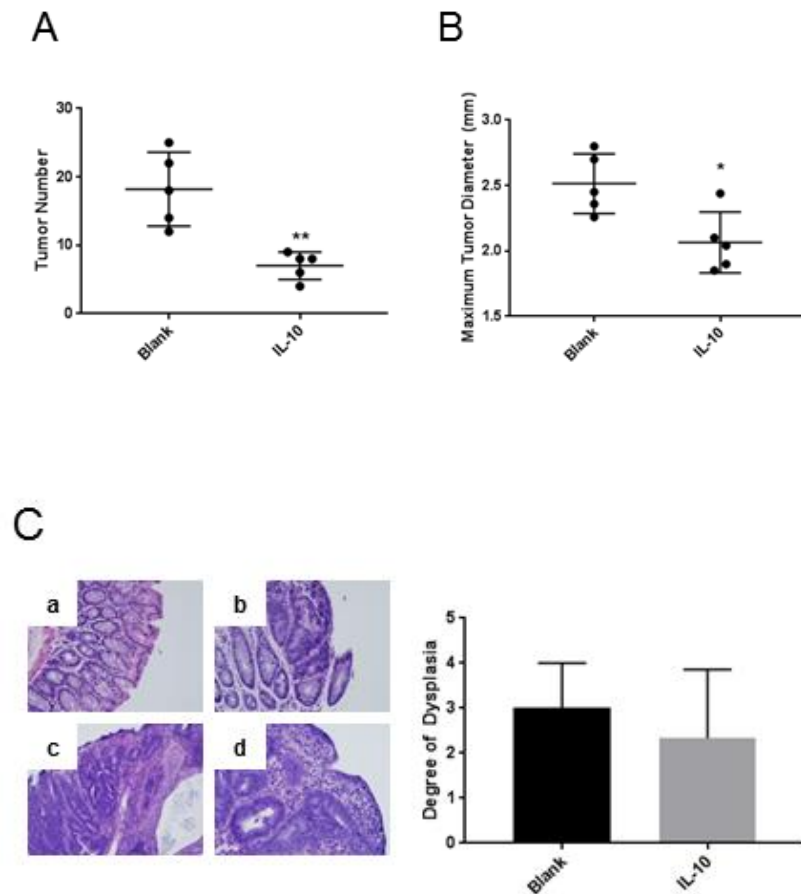 A
Tumor Number
30
20
10
0
**
Blank
IL-10
B
Maximum Tumor Diameter (mm)
3.0
2.5
2.0
1.5
*
Blank
IL-10
C
a
b
c
d
Degree of Dysplasia
5
4
3
2
1
0
Blank
IL-10